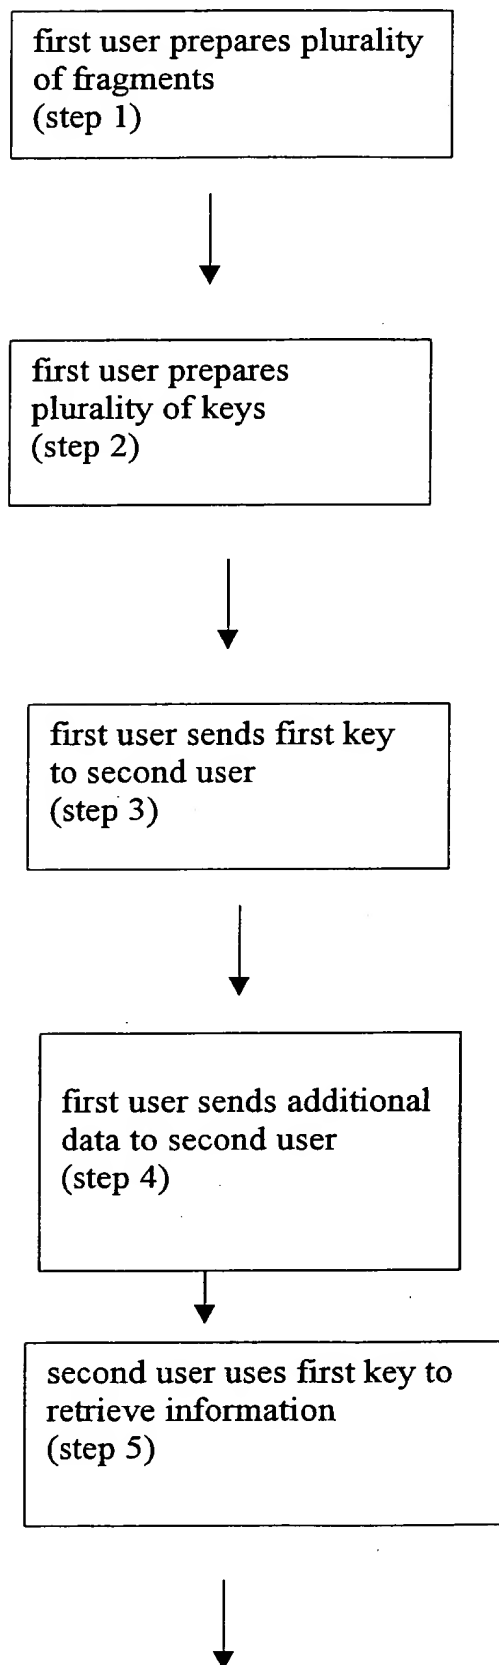 first user prepares plurality
of fragments
(step 1)
first user prepares
plurality of keys
(step 2)
first user sends first key
to second user
(step 3)
first user sends additional
data to second user
(step 4)
second user uses first key to
retrieve information
(step 5)